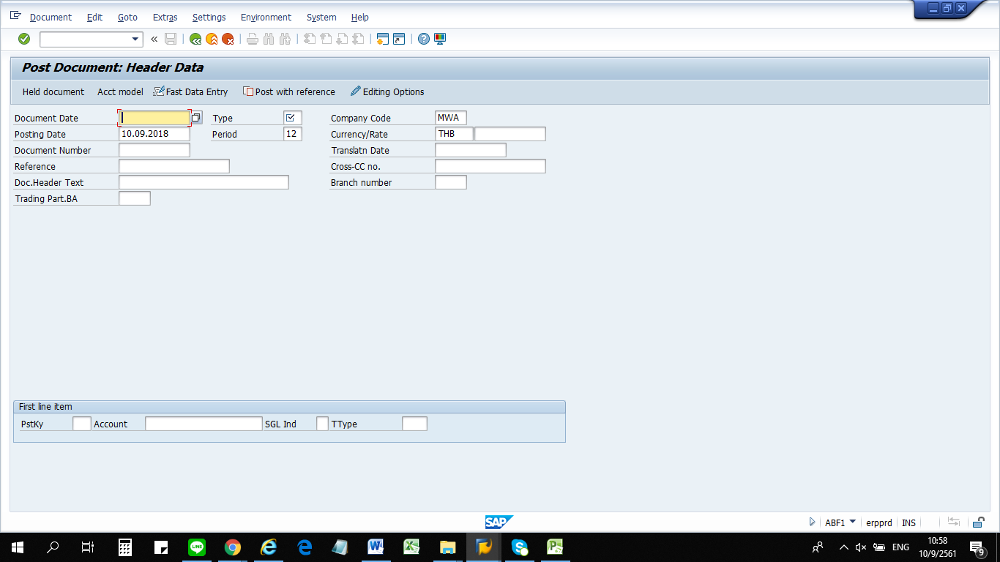 Document Edit Goto Extras Settings Environment System Help
Post Document: Header Data
Held document Acct model Fast Data Entry Post with reference Editing Options
Document Date Type Company Code MWA
Posting Date 10.09.2018 Period 12 Currency/Rate THB
Document Number Translatn Date
Reference Cross-CC no.
Doc.Header Text Branch number
Trading Part.BA
First line item
PstKy Account SGL Ind TType
SAP ABF1 erpprd INS
LINE ENG 10:58
10/9/2561 9